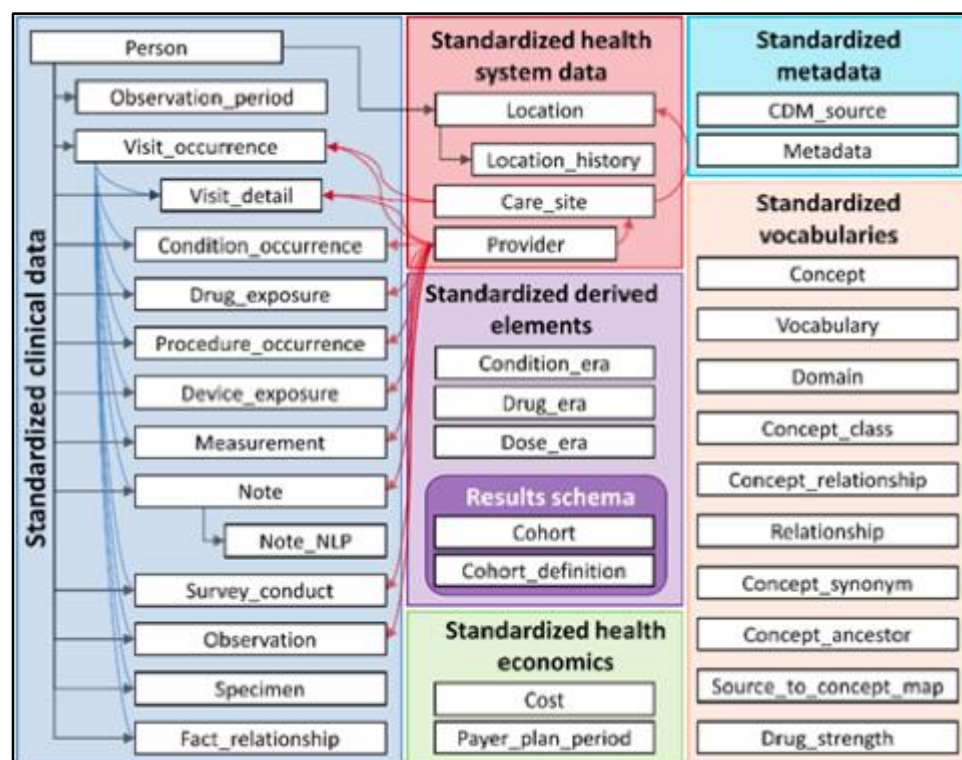 Standardized clinical data
Person
Observation_period
Visit_occurrence
Visit_detail
Condition_occurrence
Drug_exposure
Procedure_occurrence
Device_exposure
Measurement
Note
Note_NLP
Survey_conduct
Observation
Specimen
Fact_relationship
Standardized health
system data
Location
Location_history
Care_site
Provider
Standardized derived
elements
Condition_era
Drug_era
Dose_era
Results schema
Cohort
Cohort_definition
Standardized health
economics
Cost
Payer_plan_period
Standardized
metadata
CDM_source
Metadata
Standardized
vocabularies
Concept
Vocabulary
Domain
Concept_class
Concept_relationship
Relationship
Concept_synonym
Concept_ancestor
Source_to_concept_map
Drug_strength